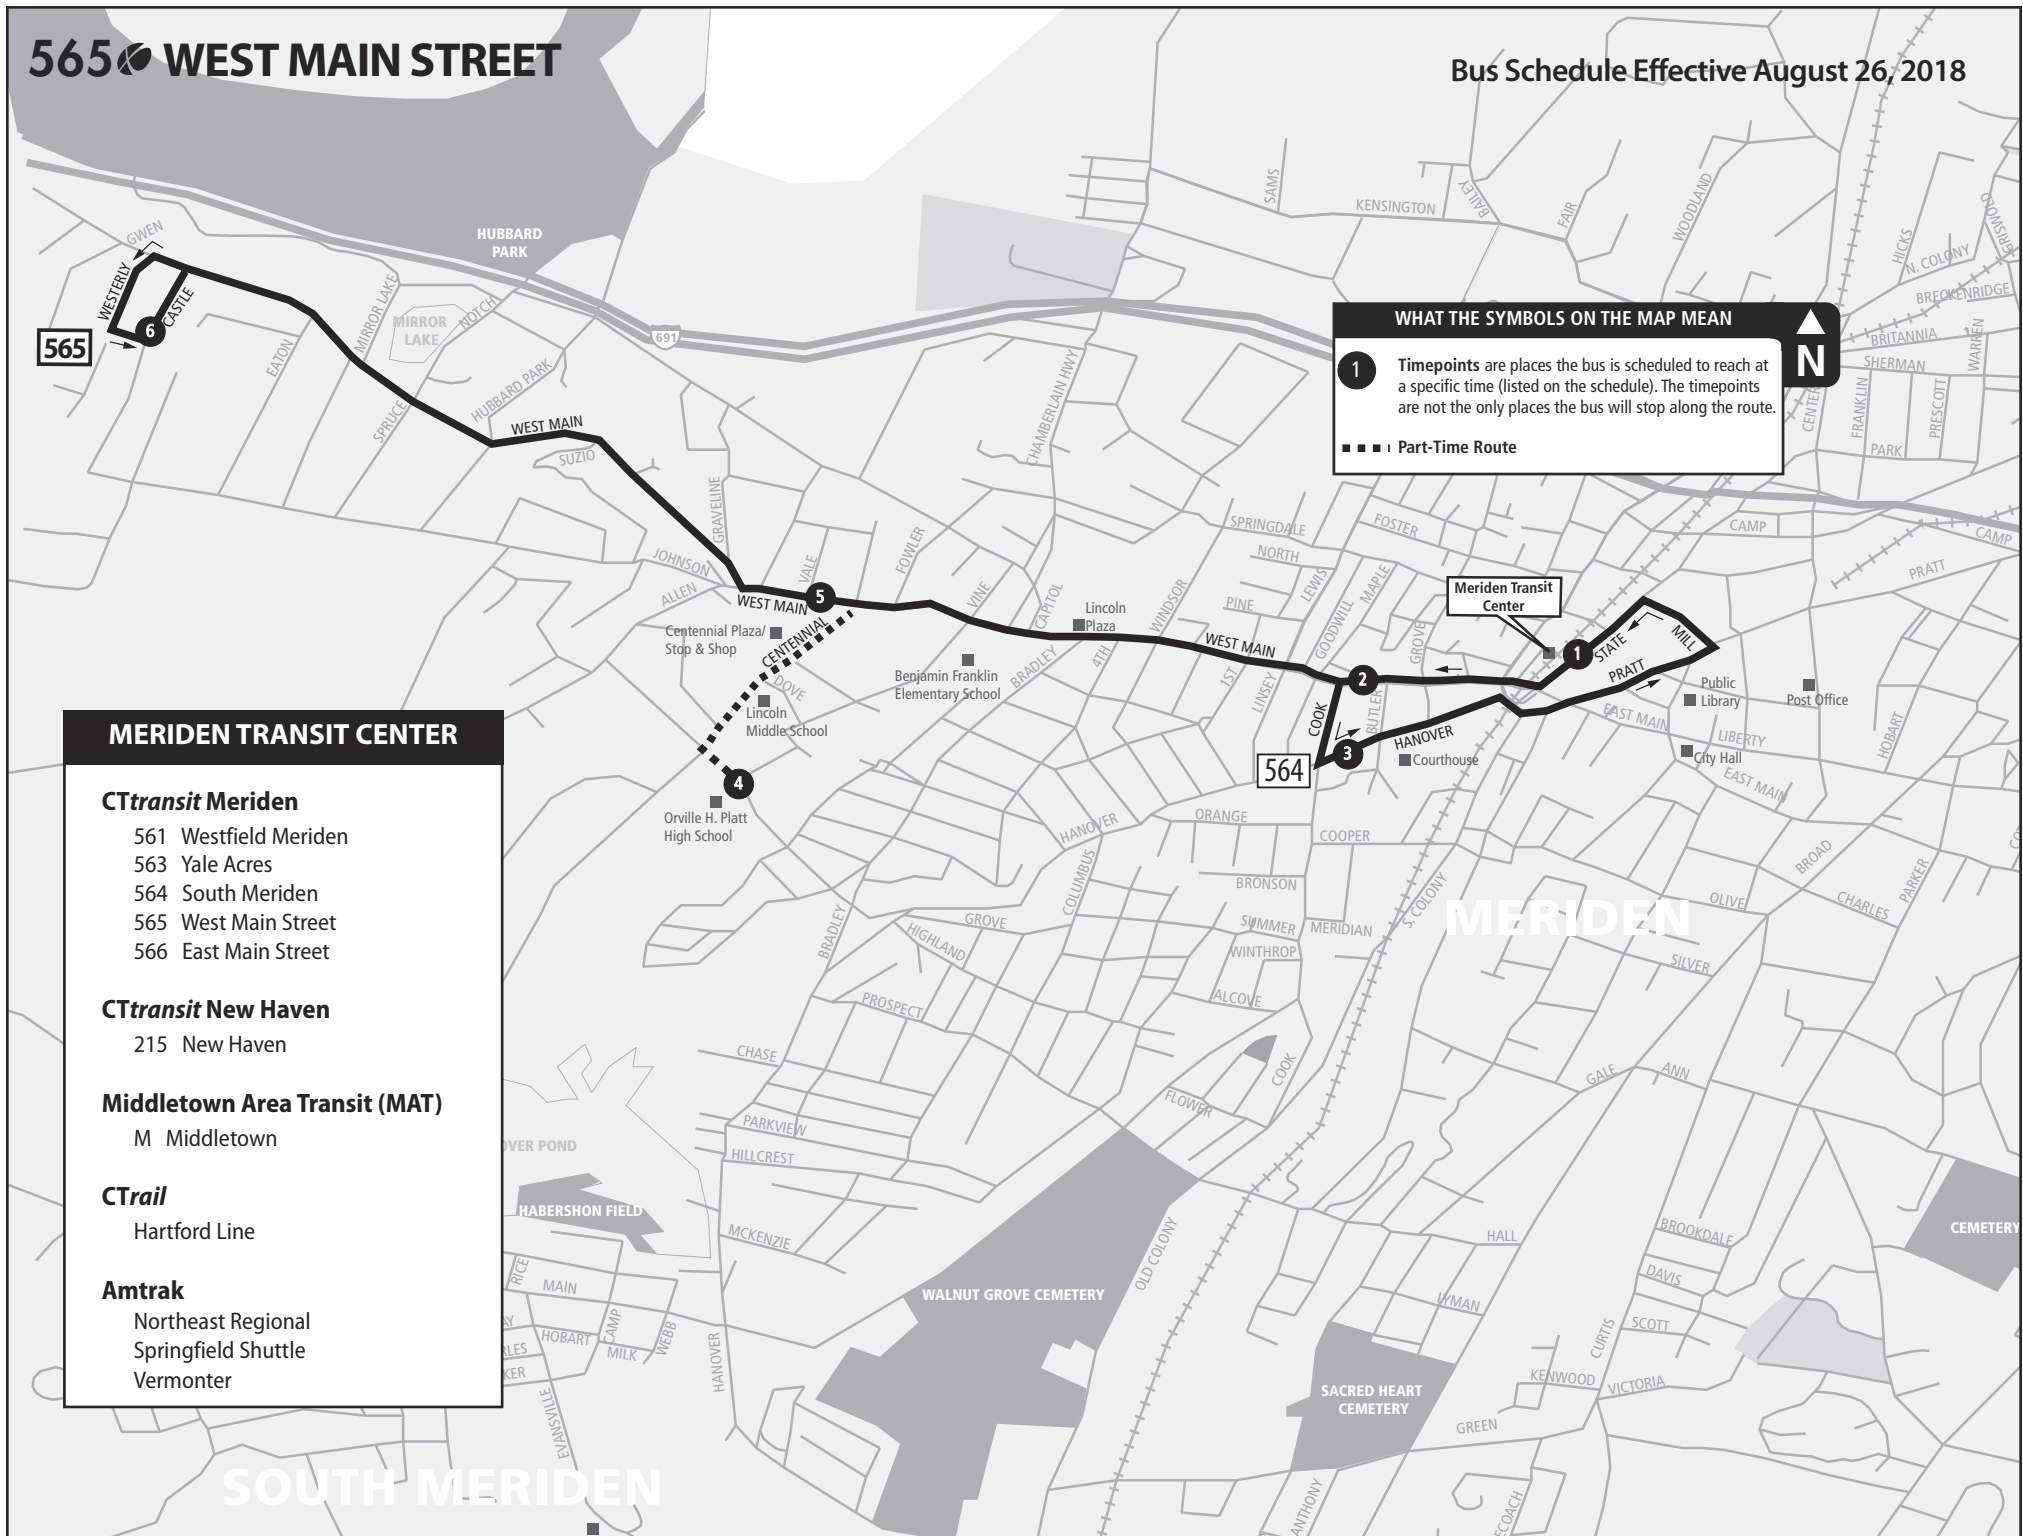 565 WEST MAIN STREET
Bus Schedule Effective August 26, 2018
WHAT THE SYMBOLS ON THE MAP MEAN
N
1
Timepoints are places the bus is scheduled to reach at
a specific time (listed on the schedule). The timepoints
are not the only places the bus will stop along the route.
Part-Time Route
HUBBARD
PARK
GWEN
WESTERLY
CASTLE
6
565
EATON
MIRROR LAKE
MIRROR
LAKE
NOTCH
SPRUCE
HUBBARD PARK
WEST MAIN
SUZIO
691
GRAVELINE
JOHNSON
ALLEN
VALE
5
WEST MAIN
FOWLER
VINE
CAPITOL
CHAMBERLAIN HWY
Centennial Plaza/
Stop & Shop
CENTENNIAL
DOVE
Lincoln
Middle School
4
Orville H. Platt
High School
Benjamin Franklin
Elementary School
BRADLEY
Lincoln
Plaza
4TH
WINDSOR
WEST MAIN
1ST
LINSEY
SPRINGDALE
NORTH
PINE
LEWIS
GOODWILL
MAPLE
FOSTER
GROVE
2
COOK
BUTLER
3
564
HANOVER
Courthouse
Meriden Transit
Center
1
STATE
MILL
PRATT
Public
Library
Post Office
EAST MAIN
LIBERTY
City Hall
EAST MAIN
HOBART
SAMS
KENSINGTON
BAILEY
FAIR
WOODLAND
HICKS
GRISWOLD
N. COLONY
BRECKENRIDGE
BRITANNIA
SHERMAN
WARREN
CENTER
FRANKLIN
PRESCOTT
PARK
CAMP
CAMP
PRATT
MERIDEN TRANSIT CENTER
CTtransit Meriden
561 Westfield Meriden
563 Yale Acres
564 South Meriden
565 West Main Street
566 East Main Street
CTtransit New Haven
215 New Haven
Middletown Area Transit (MAT)
M Middletown
CTrail
Hartford Line
Amtrak
Northeast Regional
Springfield Shuttle
Vermonter
HANOVER
ORANGE
COOPER
COLUMBUS
BRONSON
S. COLONY
MERIDEN
BROAD
OLIVE
CHARLES
PARKER
BRADLEY
GROVE
HIGHLAND
SUMMER
MERIDIAN
WINTHROP
SILVER
PROSPECT
ALCOVE
CHASE
COOK
FLOWER
GALE
ANN
PARKVIEW
HILLCREST
OVER POND
HABERSHON FIELD
MCKENZIE
OLD COLONY
HALL
BROOKDALE
CEMETERY
DAVIS
RICE
MAIN
WALNUT GROVE CEMETERY
LYMAN
CURTIS
SCOTT
HOBART
CAMP
MILK
WEBB
HANOVER
AY
RLES
KER
EVANSVILLE
SACRED HEART
CEMETERY
KENWOOD
VICTORIA
GREEN
SOUTH MERIDEN
ANTHONY
ECOACH